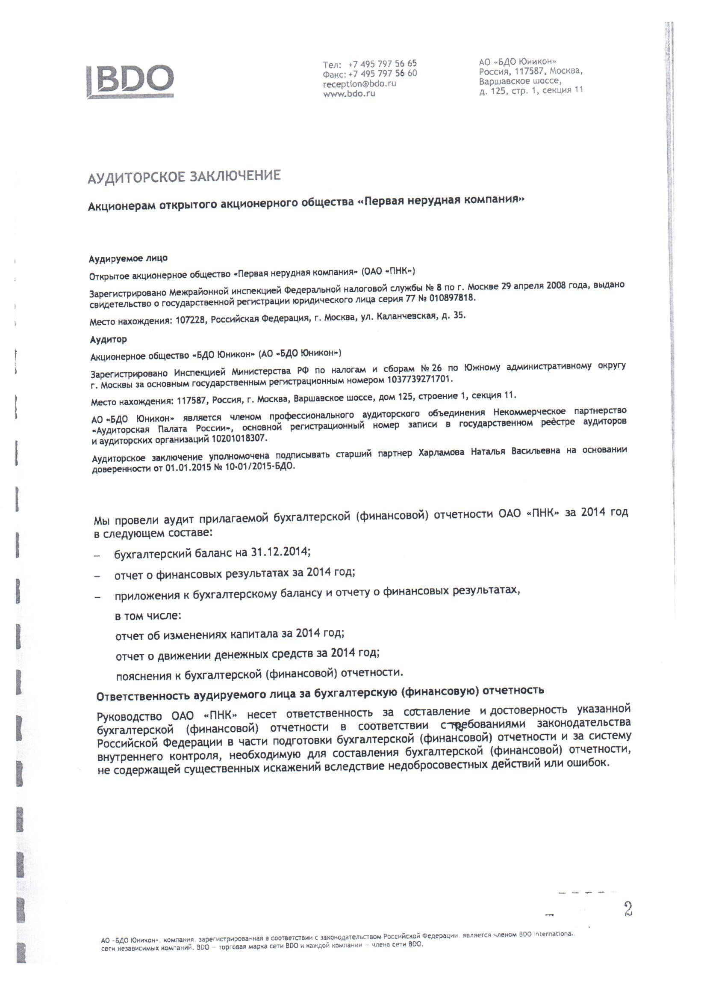 BDO
Тел: +7 495 797 56 65
Факс: +7 495 797 56 60
reception@bdo.ru
www.bdo.ru
АО «БДО Юникон»
Россия, 117587, Москва,
Варшавское шоссе,
д. 125, стр. 1, секция 11
АУДИТОРСКОЕ ЗАКЛЮЧЕНИЕ
Акционерам открытого акционерного общества «Первая нерудная компания»
Аудируемое лицо
Открытое акционерное общество «Первая нерудная компания» (ОАО «ПНК»)
Зарегистрировано Межрайонной инспекцией Федеральной налоговой службы № 8 по г. Москве 29 апреля 2008 года, выдано
свидетельство о государственной регистрации юридического лица серия 77 № 010897818.
Место нахождения: 107228, Российская Федерация, г. Москва, ул. Каланчевская, д. 35.
Аудитор
Акционерное общество «БДО Юникон» (АО «БДО Юникон»)
Зарегистрировано Инспекцией Министерства РФ по налогам и сборам № 26 по Южному административному округу
г. Москвы за основным государственным регистрационным номером 1037739271701.
Место нахождения: 117587, Россия, г. Москва, Варшавское шоссе, дом 125, строение 1, секция 11.
АО «БДО Юникон» является членом профессионального аудиторского объединения Некоммерческое партнерство
«Аудиторская Палата России», основной регистрационный номер записи в государственном реестре аудиторов
и аудиторских организаций 10201018307.
Аудиторское заключение уполномочена подписывать старший партнер Харламова Наталья Васильевна на основании
доверенности от 01.01.2015 № 10-01/2015-БДО.
Мы провели аудит прилагаемой бухгалтерской (финансовой) отчетности ОАО «ПНК» за 2014 год
в следующем составе:
– бухгалтерский баланс на 31.12.2014;
– отчет о финансовых результатах за 2014 год;
– приложения к бухгалтерскому балансу и отчету о финансовых результатах,
в том числе:
отчет об изменениях капитала за 2014 год;
отчет о движении денежных средств за 2014 год;
пояснения к бухгалтерской (финансовой) отчетности.
Ответственность аудируемого лица за бухгалтерскую (финансовую) отчетность
Руководство ОАО «ПНК» несет ответственность за составление и достоверность указанной
бухгалтерской (финансовой) отчетности в соответствии с требованиями законодательства
Российской Федерации в части подготовки бухгалтерской (финансовой) отчетности и за систему
внутреннего контроля, необходимую для составления бухгалтерской (финансовой) отчетности,
не содержащей существенных искажений вследствие недобросовестных действий или ошибок.
2
АО «БДО Юникон», компания, зарегистрированная в соответствии с законодательством Российской Федерации, является членом BDO International,
сети независимых компаний. BDO – торговая марка сети BDO и каждой компании – члена сети BDO.